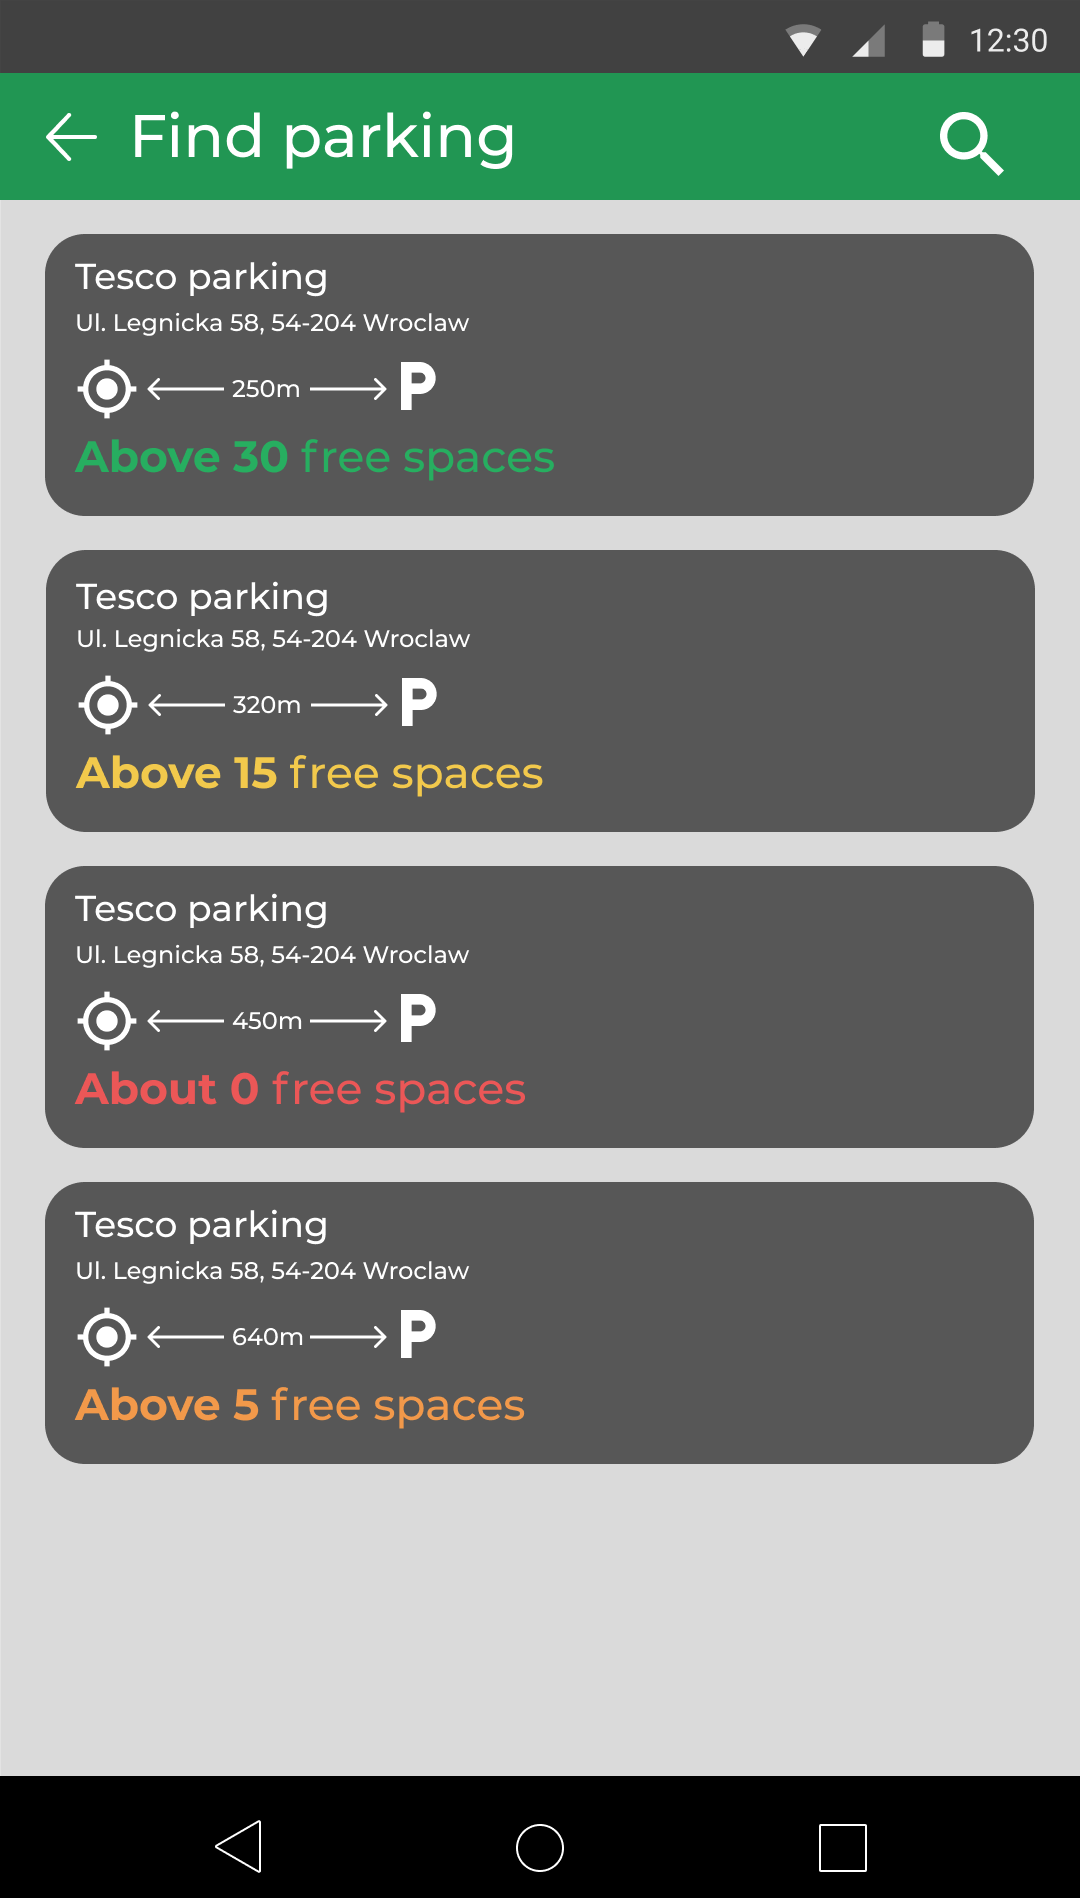 12:30
Find parking
Tesco parking
Ul. Legnicka 58, 54-204 Wroclaw
250m P
Above 30 free spaces
Tesco parking
Ul. Legnicka 58, 54-204 Wroclaw
320m P
Above 15 free spaces
Tesco parking
Ul. Legnicka 58, 54-204 Wroclaw
450m P
About 0 free spaces
Tesco parking
Ul. Legnicka 58, 54-204 Wroclaw
640m P
Above 5 free spaces